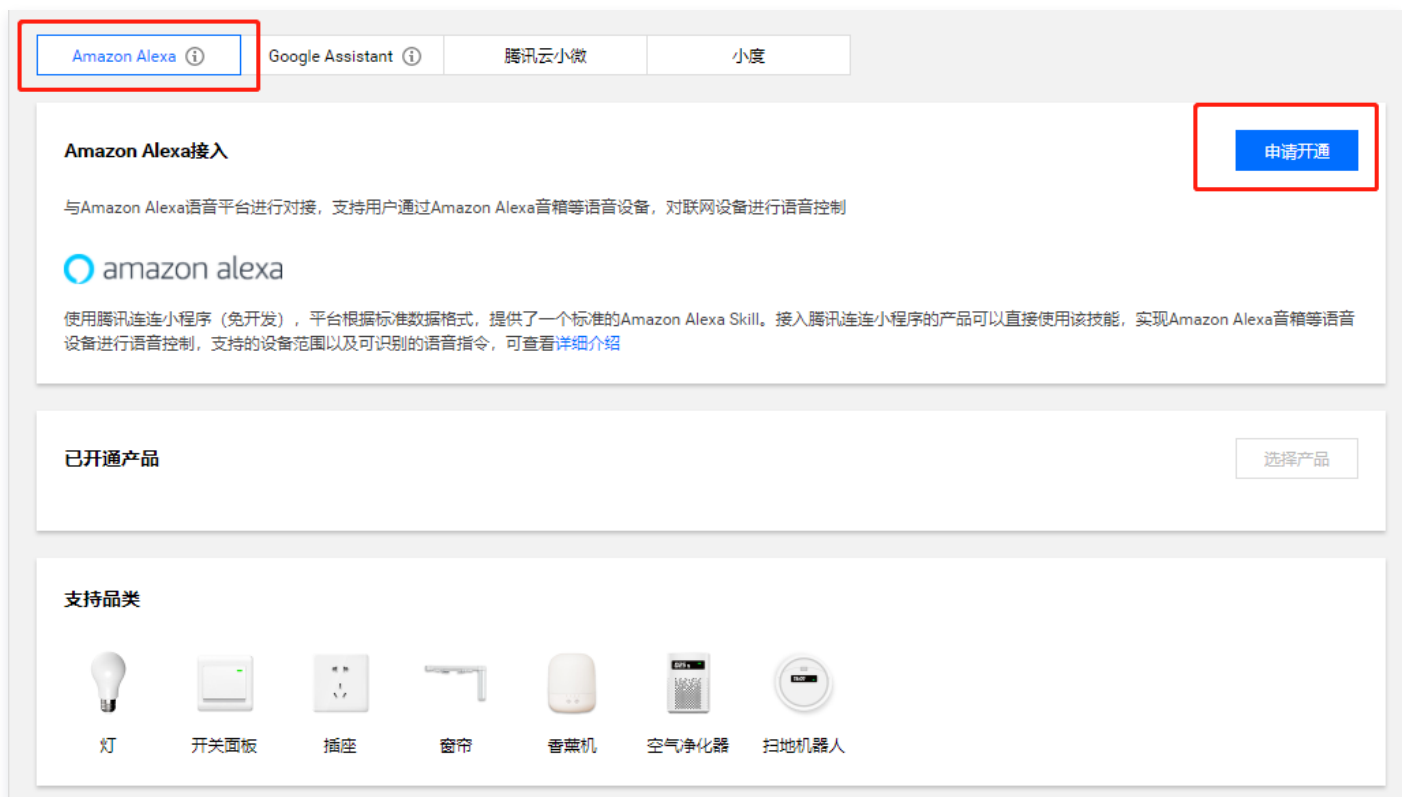 Amazon Alexa
Google Assistant
腾讯云小微
小度
Amazon Alexa接入
申请开通
与Amazon Alexa语音平台进行对接，支持用户通过Amazon Alexa音箱等语音设备，对联网设备进行语音控制
amazon alexa
使用腾讯连连小程序（免开发），平台根据标准数据格式，提供了一个标准的Amazon Alexa Skill。接入腾讯连连小程序的产品可以直接使用该技能，实现Amazon Alexa音箱等语音
设备进行语音控制，支持的设备范围以及可识别的语音指令，可查看详细介绍
已开通产品
选择产品
支持品类
灯
开关面板
插座
窗帘
香薰机
空气净化器
扫地机器人